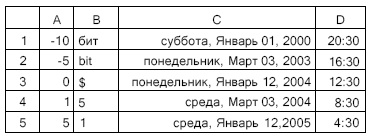 A B C D
1 -10 бит суббота, Январь 01, 2000 20:30
2 -5 bit понедельник, Март 03, 2003 16:30
3 0 $ понедельник, Январь 12, 2004 12:30
4 1 5 среда, Март 03, 2004 8:30
5 5 1 среда, Январь 12,2005 4:30